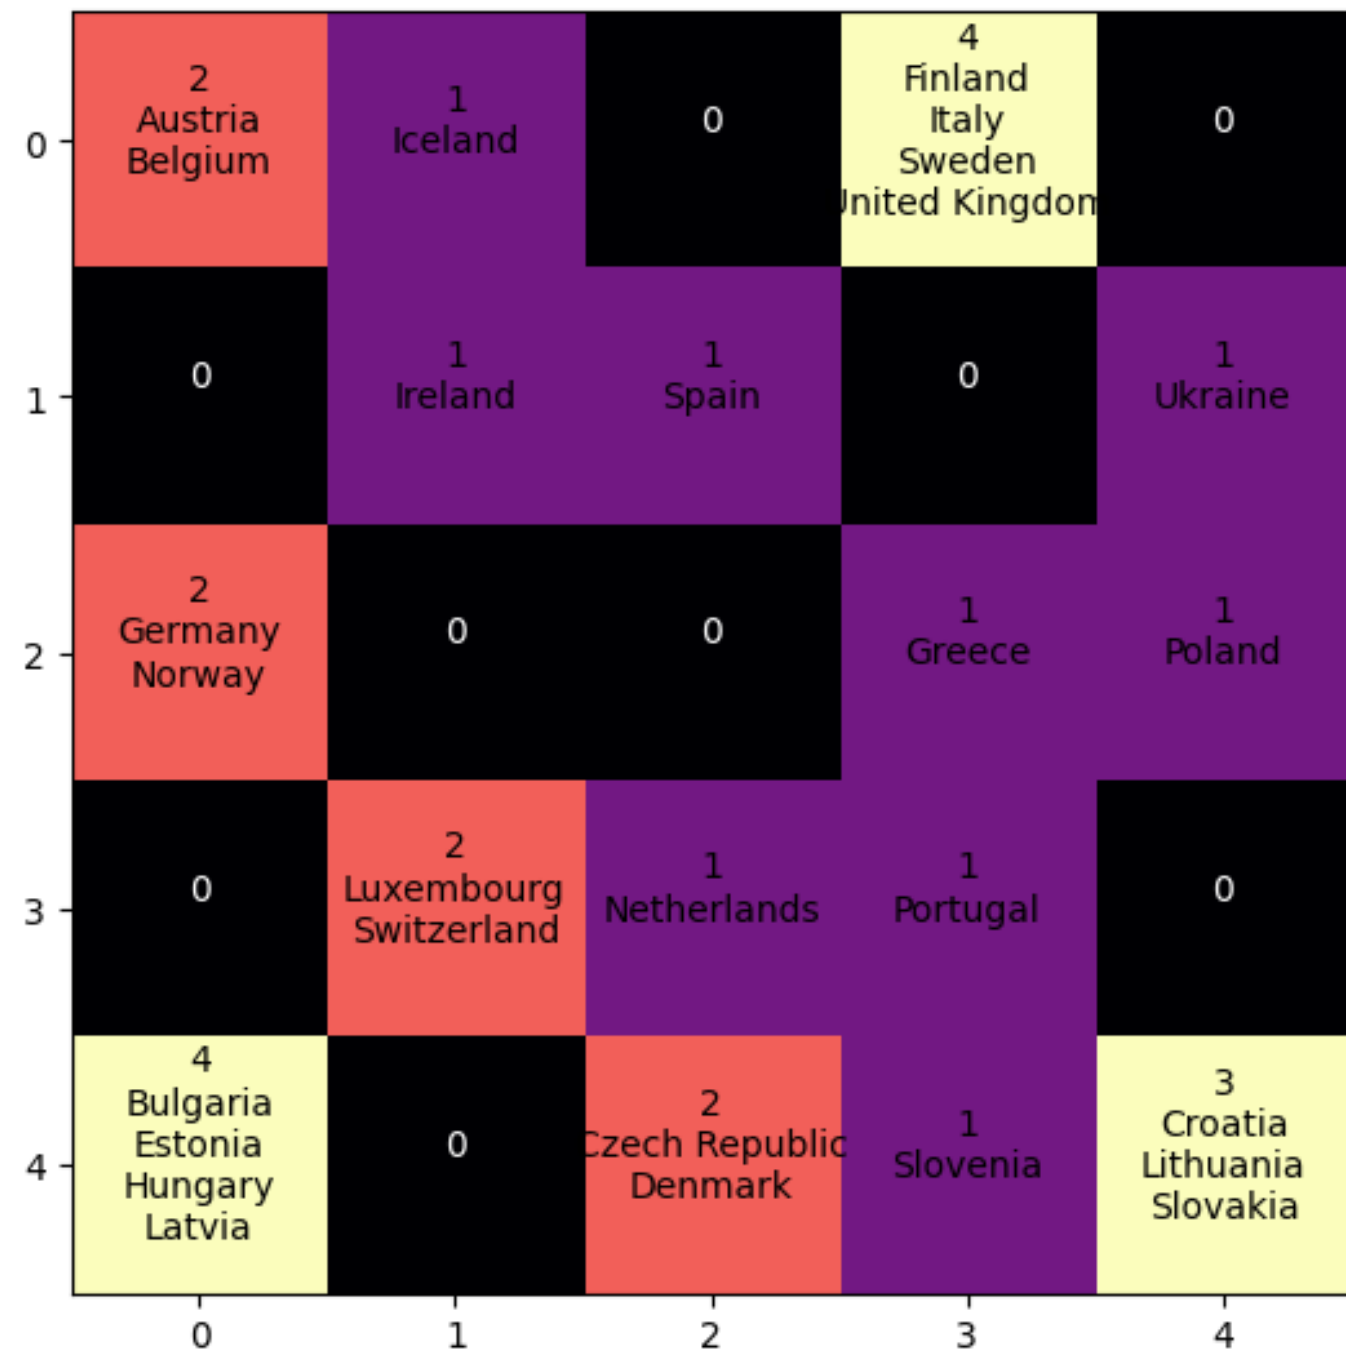 0
2
Austria
Belgium
1
Iceland
0
4
Finland
Italy
Sweden
United Kingdom
0
1
0
1
Ireland
1
Spain
0
1
Ukraine
2
2
Germany
Norway
0
0
1
Greece
1
Poland
3
0
2
Luxembourg
Switzerland
1
Netherlands
1
Portugal
0
4
4
Bulgaria
Estonia
Hungary
Latvia
0
2
Czech Republic
Denmark
1
Slovenia
3
Croatia
Lithuania
Slovakia
0 1 2 3 4